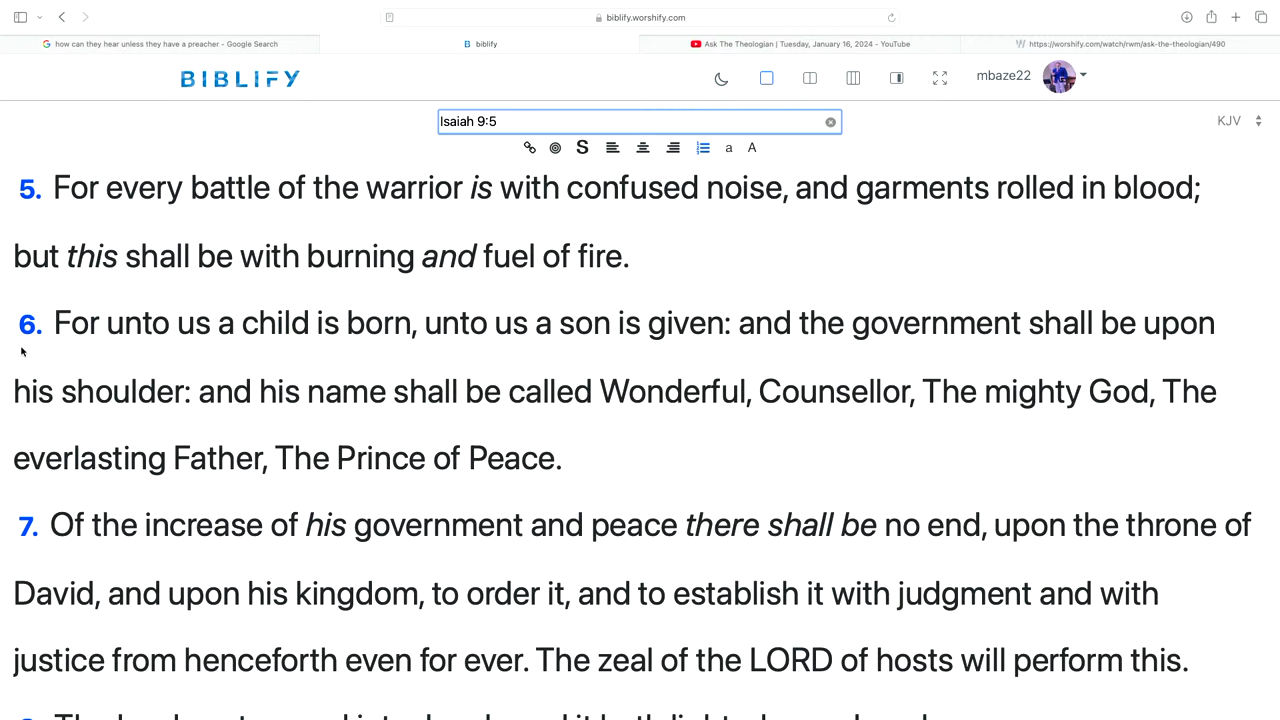 biblify.worshify.com
how can they hear unless they have a preacher - Google Search
biblify
Ask The Theologian | Tuesday, January 16, 2024 - YouTube
https://worshify.com/watch/rwm/ask-the-theologian/490
BIBLIFY
mbaze22
Isaiah 9:5
KJV
S
a A
5. For every battle of the warrior is with confused noise, and garments rolled in blood;
but this shall be with burning and fuel of fire.
6. For unto us a child is born, unto us a son is given: and the government shall be upon
his shoulder: and his name shall be called Wonderful, Counsellor, The mighty God, The
everlasting Father, The Prince of Peace.
7. Of the increase of his government and peace there shall be no end, upon the throne of
David, and upon his kingdom, to order it, and to establish it with judgment and with
justice from henceforth even for ever. The zeal of the LORD of hosts will perform this.